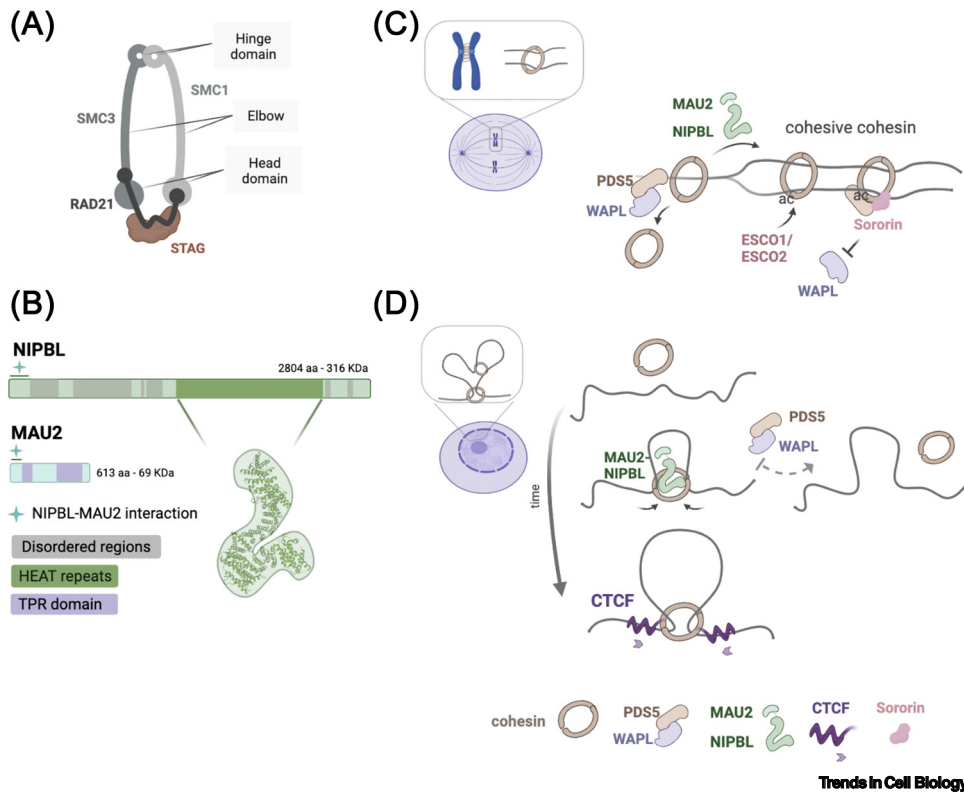 (A)
Hinge
domain
SMC1
SMC3
Elbow
Head
domain
RAD21
STAG
(B)
NIPBL
2804 aa - 316 KDa
MAU2
613 aa - 69 KDa
NIPBL-MAU2 interaction
Disordered regions
HEAT repeats
TPR domain
(C)
MAU2
NIPBL
cohesive cohesin
PDS5
WAPL
ac
ac
Sororin
ESCO1/
ESCO2
WAPL
(D)
time
MAU2-
NIPBL
PDS5
WAPL
CTCF
cohesin
PDS5
WAPL
MAU2
NIPBL
CTCF
Sororin
Trends in Cell Biology